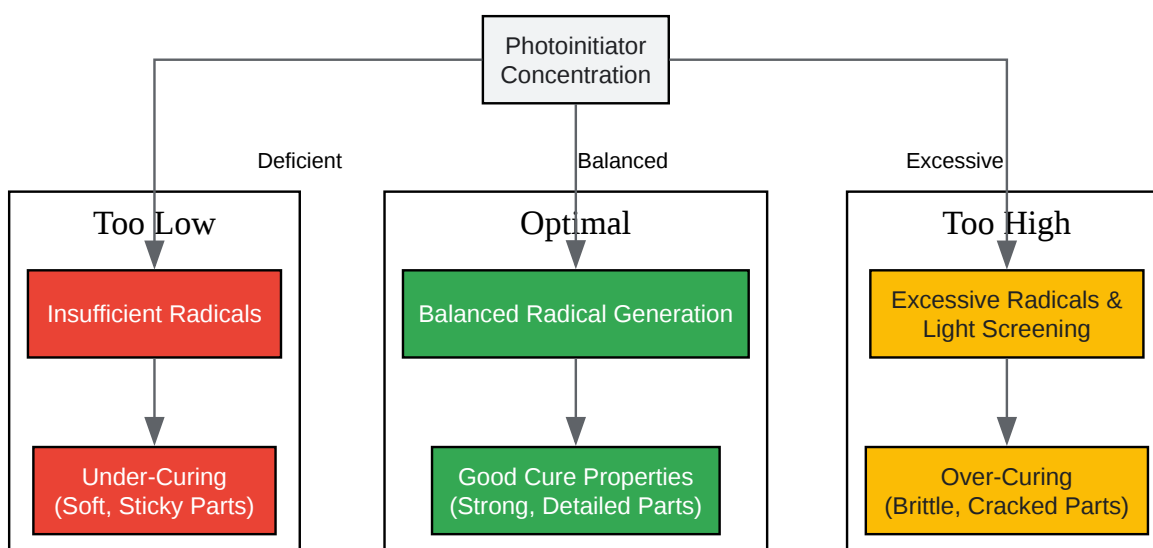 Photoinitiator
Concentration
Deficient
Balanced
Excessive
Too Low
Optimal
Too High
Insufficient Radicals
Balanced Radical Generation
Excessive Radicals &
Light Screening
Under-Curing
(Soft, Sticky Parts)
Good Cure Properties
(Strong, Detailed Parts)
Over-Curing
(Brittle, Cracked Parts)